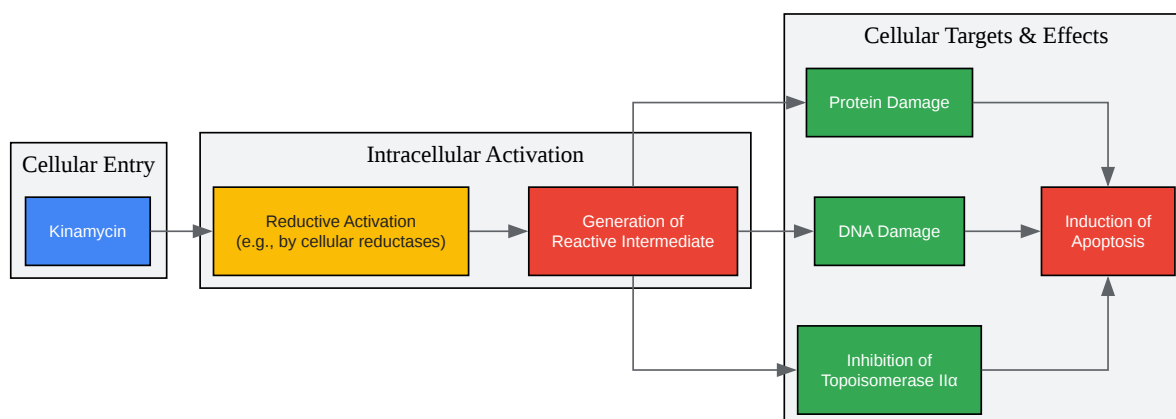 Cellular Entry
Kinamycin
Intracellular Activation
Reductive Activation
(e.g., by cellular reductases)
Generation of
Reactive Intermediate
Cellular Targets & Effects
Protein Damage
DNA Damage
Inhibition of
Topoisomerase IIα
Induction of
Apoptosis